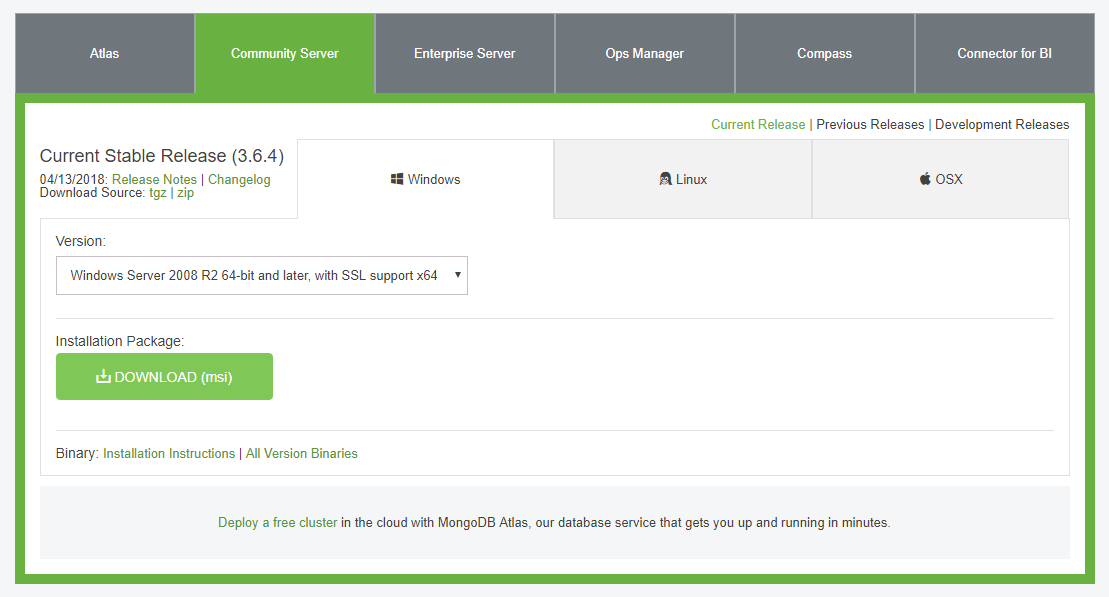 Atlas
Community Server
Enterprise Server
Ops Manager
Compass
Connector for BI
Current Release | Previous Releases | Development Releases
Current Stable Release (3.6.4)
04/13/2018: Release Notes | Changelog
Download Source: tgz | zip
Windows
Linux
OSX
Version:
Windows Server 2008 R2 64-bit and later, with SSL support x64
Installation Package:
DOWNLOAD (msi)
Binary: Installation Instructions | All Version Binaries
Deploy a free cluster in the cloud with MongoDB Atlas, our database service that gets you up and running in minutes.